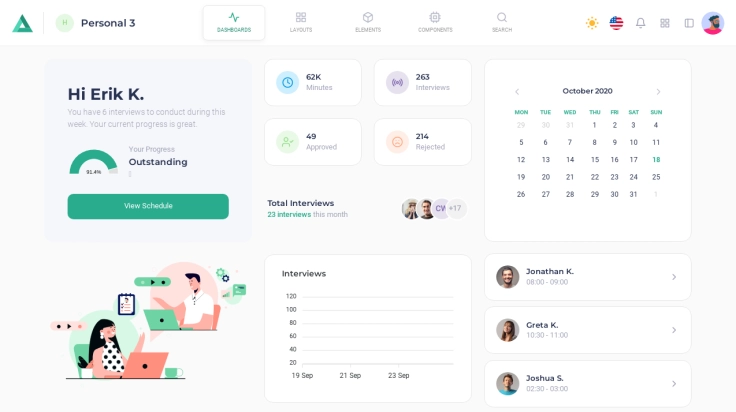 H Personal 3
DASHBOARDS LAYOUTS ELEMENTS COMPONENTS SEARCH
Hi Erik K.
You have 6 interviews to conduct during this
week. Your current progress is great.
Your Progress
Outstanding
91.4%
View Schedule
62K
Minutes
263
Interviews
49
Approved
214
Rejected
Total Interviews
23 interviews this month
CW +17
Interviews
120
100
80
60
40
20
19 Sep 21 Sep 23 Sep
October 2020
MON TUE WED THU FRI SAT SUN
29 30 31 1 2 3 4
5 6 7 8 9 10 11
12 13 14 15 16 17 18
19 20 21 22 23 24 25
26 27 28 29 30 31 1
Jonathan K.
08:00 - 09:00
Greta K.
10:30 - 11:00
Joshua S.
02:30 - 03:00